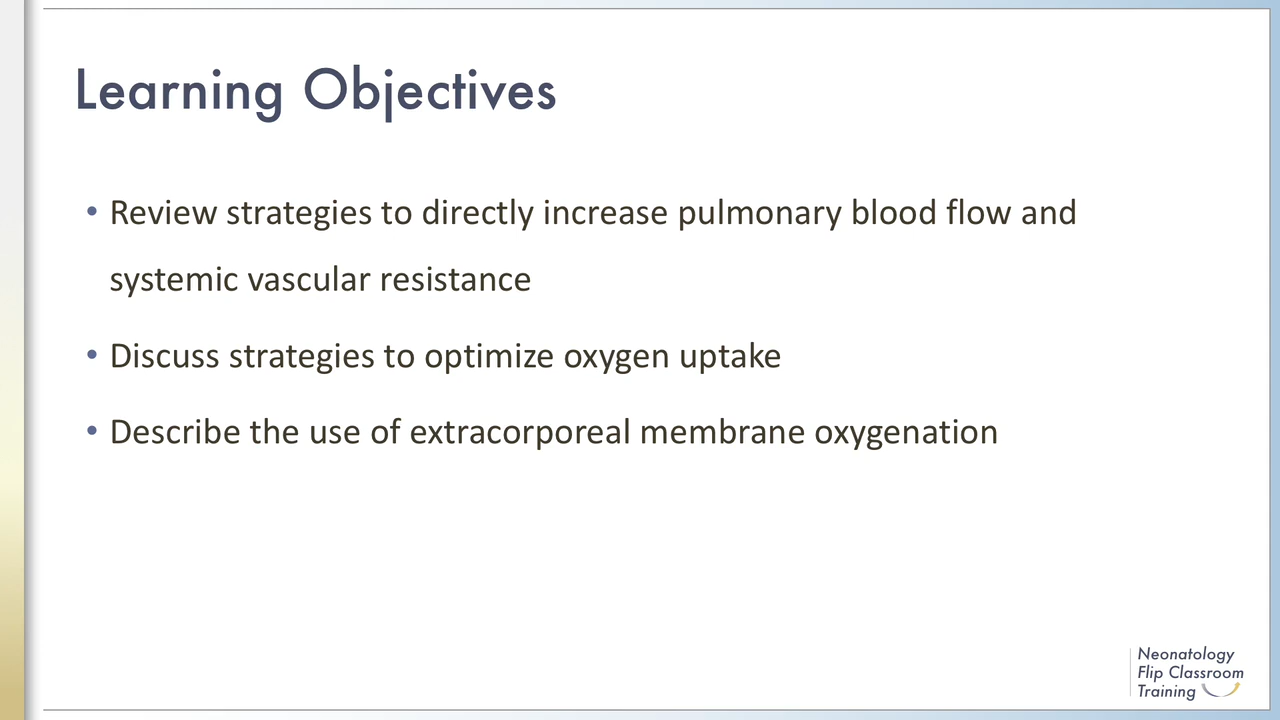 Learning Objectives
• Review strategies to directly increase pulmonary blood flow and
systemic vascular resistance
• Discuss strategies to optimize oxygen uptake
• Describe the use of extracorporeal membrane oxygenation
Neonatology
Flip Classroom
Training